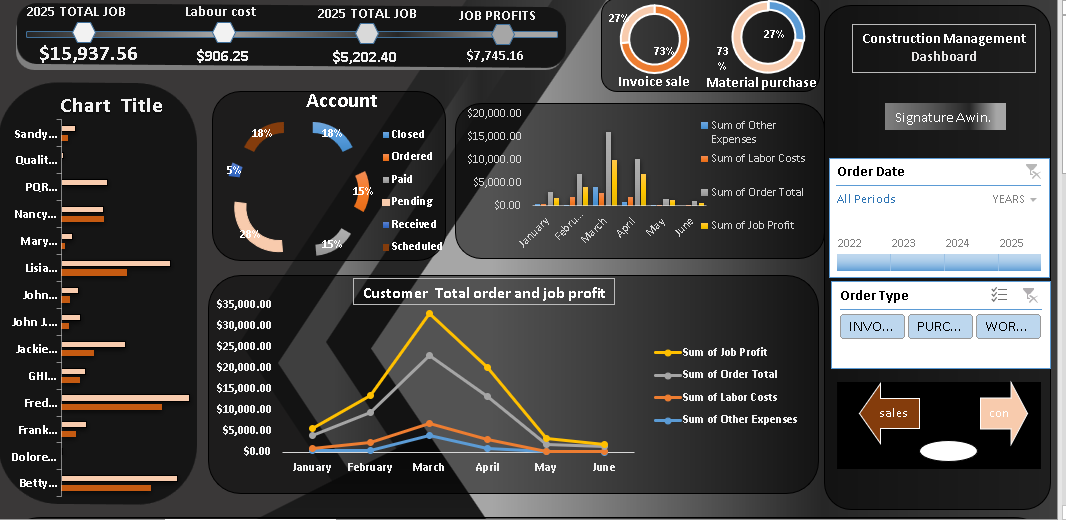 2025 TOTAL JOB
Labour cost
2025 TOTAL JOB
JOB PROFITS
$15,937.56
$906.25
$5,202.40
$7,745.16
27%
73%
Invoice sale
27%
73
%
Material purchase
Construction Management
Dashboard
Signature Awin.
Chart Title
Sandy...
Qualit...
PQR...
Nancy...
Mary...
Lisia...
John...
John J...
Jackie...
GHI...
Fred...
Frank...
Dolore...
Betty...
Account
18%
18%
5%
15%
28%
15%
Closed
Ordered
Paid
Pending
Received
Scheduled
$20,000.00
$15,000.00
$10,000.00
$5,000.00
$0.00
January
Febru...
March
April
May
June
Sum of Other
Expenses
Sum of Labor Costs
Sum of Order Total
Sum of Job Profit
Order Date
All Periods
YEARS
2022
2023
2024
2025
Order Type
INVO...
PURC...
WOR...
sales
con
Customer Total order and job profit
$35,000.00
$30,000.00
$25,000.00
$20,000.00
$15,000.00
$10,000.00
$5,000.00
$0.00
January
February
March
April
May
June
Sum of Job Profit
Sum of Order Total
Sum of Labor Costs
Sum of Other Expenses